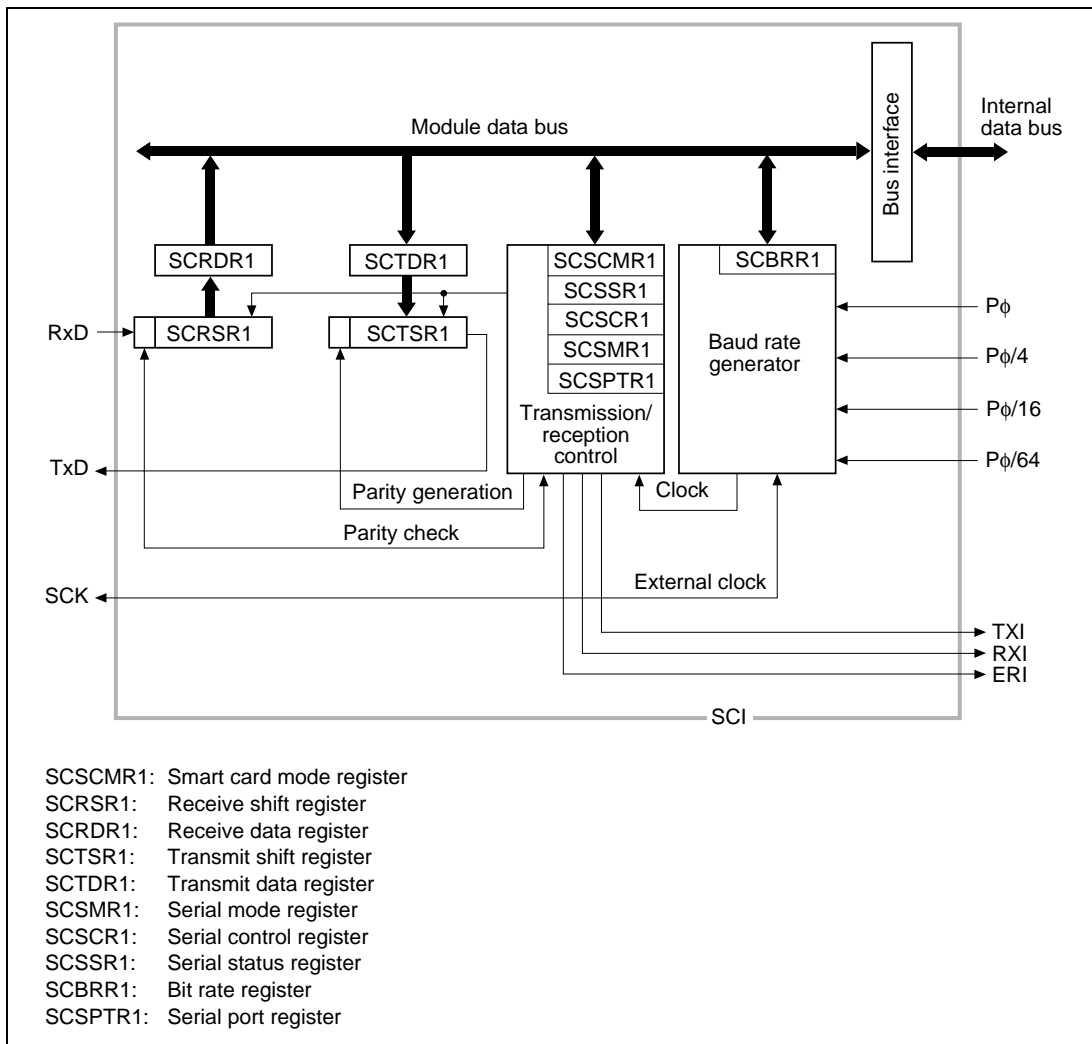 Module data bus
Bus interface
Internal
data bus
SCRDR1
SCTDR1
SCSCMR1
SCSSR1
SCSCR1
SCSMR1
SCSPTR1
Transmission/
reception
control
SCBRR1
Baud rate
generator
RxD
SCRSR1
SCTSR1
Pϕ
Pϕ/4
Pϕ/16
Pϕ/64
TxD
Parity generation
Clock
Parity check
SCK
External clock
TXI
RXI
ERI
SCI
SCSCMR1: Smart card mode register
SCRSR1: Receive shift register
SCRDR1: Receive data register
SCTSR1: Transmit shift register
SCTDR1: Transmit data register
SCSMR1: Serial mode register
SCSCR1: Serial control register
SCSSR1: Serial status register
SCBRR1: Bit rate register
SCSPTR1: Serial port register